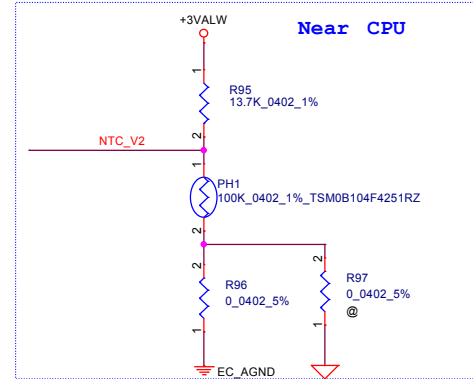 +3VALW
Near CPU
1
R95
13.7K_0402_1%
2
NTC_V2
1
PH1
100K_0402_1%_TSM0B104F4251RZ
2
2
R96
0_0402_5%
1
2
R97
0_0402_5%
@
1
EC_AGND